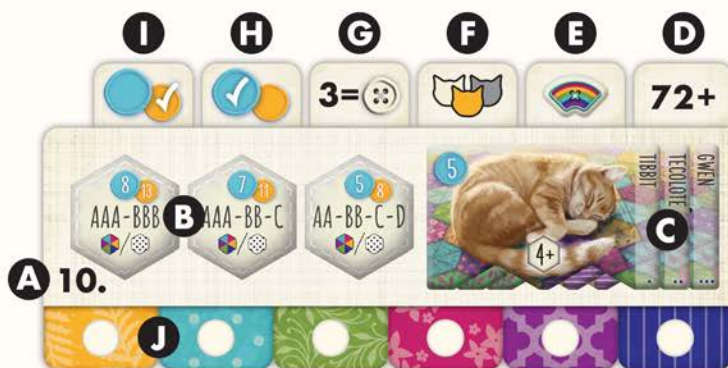 I H G F E D
3= 72+
8 13 7 11 5 8 5
AAA-BBB B AAA-BB-C AA-BB-C-D TIBBIT TECOLOTE GWEN
/ / / 4+ C
A 10.
J